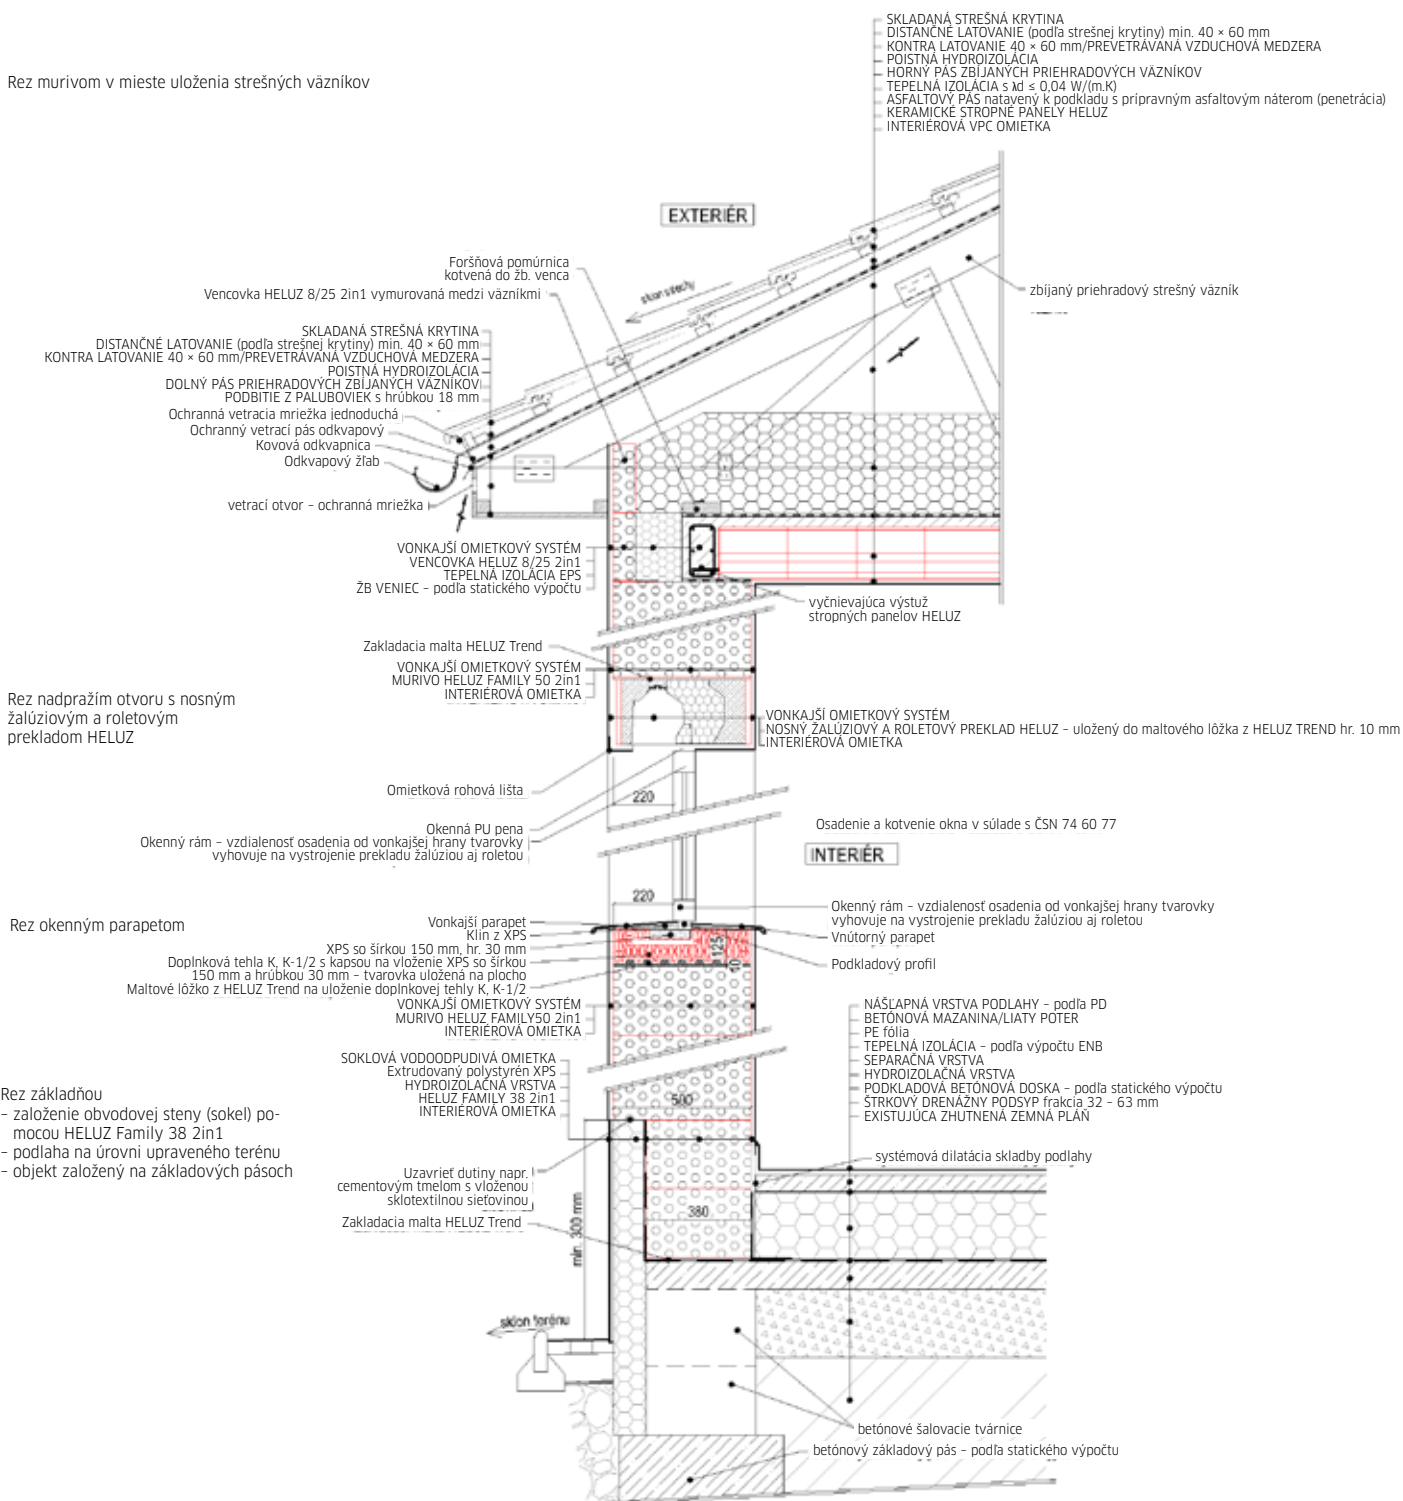 SKLADANÁ STREŠNÁ KRYTINA
DISTANČNÉ LATOVANIE (podľa strešnej krytiny) min. 40 × 60 mm
KONTRA LATOVANIE 40 × 60 mm/PREVETRÁVANÁ VZDUCHOVÁ MEDZERA
POISTNÁ HYDROIZOLÁCIA
HORNÝ PÁS ZBÍJANÝCH PRIEHRADOVÝCH VÄZNÍKOV
TEPELNÁ IZOLÁCIA s λd ≤ 0,04 W/(m.K)
ASFALTOVÝ PÁS natavený k podkladu s prípravným asfaltovým náterom (penetrácia)
KERAMICKÉ STROPNÉ PANELY HELUZ
INTERIÉROVÁ VPC OMIETKA
Rez murivom v mieste uloženia strešných väzníkov
EXTERIÉR
Foršňová pomúrnica
kotvená do žb. venca
Vencovka HELUZ 8/25 2in1 vymurovaná medzi väzníkmi
sklon strechy
zbíjaný priehradový strešný väzník
SKLADANÁ STREŠNÁ KRYTINA
DISTANČNÉ LATOVANIE (podľa strešnej krytiny) min. 40 × 60 mm
KONTRA LATOVANIE 40 × 60 mm/PREVETRÁVANÁ VZDUCHOVÁ MEDZERA
POISTNÁ HYDROIZOLÁCIA
DOLNÝ PÁS PRIEHRADOVÝCH ZBÍJANÝCH VÄZNÍKOV
PODBITIE Z PALUBOVIEK s hrúbkou 18 mm
Ochranná vetracia mriežka jednoduchá
Ochranný vetrací pás odkvapový
Kovová odkvapnica
Odkvapový žľab
vetrací otvor – ochranná mriežka
VONKAJŠÍ OMIETKOVÝ SYSTÉM
VENCOVKA HELUZ 8/25 2in1
TEPELNÁ IZOLÁCIA EPS
ŽB VENIEC – podľa statického výpočtu
vyčnievajúca výstuž
stropných panelov HELUZ
Zakladacia malta HELUZ Trend
VONKAJŠÍ OMIETKOVÝ SYSTÉM
MURIVO HELUZ FAMILY 50 2in1
INTERIÉROVÁ OMIETKA
Rez nadpražím otvoru s nosným
žalúziovým a roletovým
prekladom HELUZ
VONKAJŠÍ OMIETKOVÝ SYSTÉM
NOSNÝ ŽALÚZIOVÝ A ROLETOVÝ PREKLAD HELUZ – uložený do maltového lôžka z HELUZ TREND hr. 10 mm
INTERIÉROVÁ OMIETKA
Omietková rohová lišta
220
Okenná PU pena
Okenný rám – vzdialenosť osadenia od vonkajšej hrany tvarovky
vyhovuje na vystrojenie prekladu žalúziou aj roletou
Osadenie a kotvenie okna v súlade s ČSN 74 60 77
INTERIÉR
220
Okenný rám – vzdialenosť osadenia od vonkajšej hrany tvarovky
vyhovuje na vystrojenie prekladu žalúziou aj roletou
Vnútorný parapet
Podkladový profil
Rez okenným parapetom
Vonkajší parapet
Klin z XPS
XPS so šírkou 150 mm, hr. 30 mm
Doplnková tehla K, K-1/2 s kapsou na vloženie XPS so šírkou
150 mm a hrúbkou 30 mm – tvarovka uložená na plocho
Maltové lôžko z HELUZ Trend na uloženie doplnkovej tehly K, K-1/2
125
10
VONKAJŠÍ OMIETKOVÝ SYSTÉM
MURIVO HELUZ FAMILY50 2in1
INTERIÉROVÁ OMIETKA
NÁŠĽAPNÁ VRSTVA PODLAHY – podľa PD
BETÓNOVÁ MAZANINA/LIATY POTER
PE fólia
TEPELNÁ IZOLÁCIA – podľa výpočtu ENB
SEPARAČNÁ VRSTVA
HYDROIZOLAČNÁ VRSTVA
PODKLADOVÁ BETÓNOVÁ DOSKA – podľa statického výpočtu
ŠTRKOVÝ DRENÁŽNY PODSYP frakcia 32 – 63 mm
EXISTUJÚCA ZHUTNENÁ ZEMNÁ PLÁŇ
SOKLOVÁ VODOODPUDIVÁ OMIETKA
Extrudovaný polystyrén XPS
HYDROIZOLAČNÁ VRSTVA
HELUZ FAMILY 38 2in1
INTERIÉROVÁ OMIETKA
500
Rez základňou
– založenie obvodovej steny (sokel) po-
mocou HELUZ Family 38 2in1
– podlaha na úrovni upraveného terénu
– objekt založený na základových pásoch
systémová dilatácia skladby podlahy
Uzavrieť dutiny napr.
cementovým tmelom s vloženou
sklotextilnou sieťovinou
Zakladacia malta HELUZ Trend
380
min. 300 mm
sklon terénu
betónové šalovacie tvárnice
betónový základový pás – podľa statického výpočtu